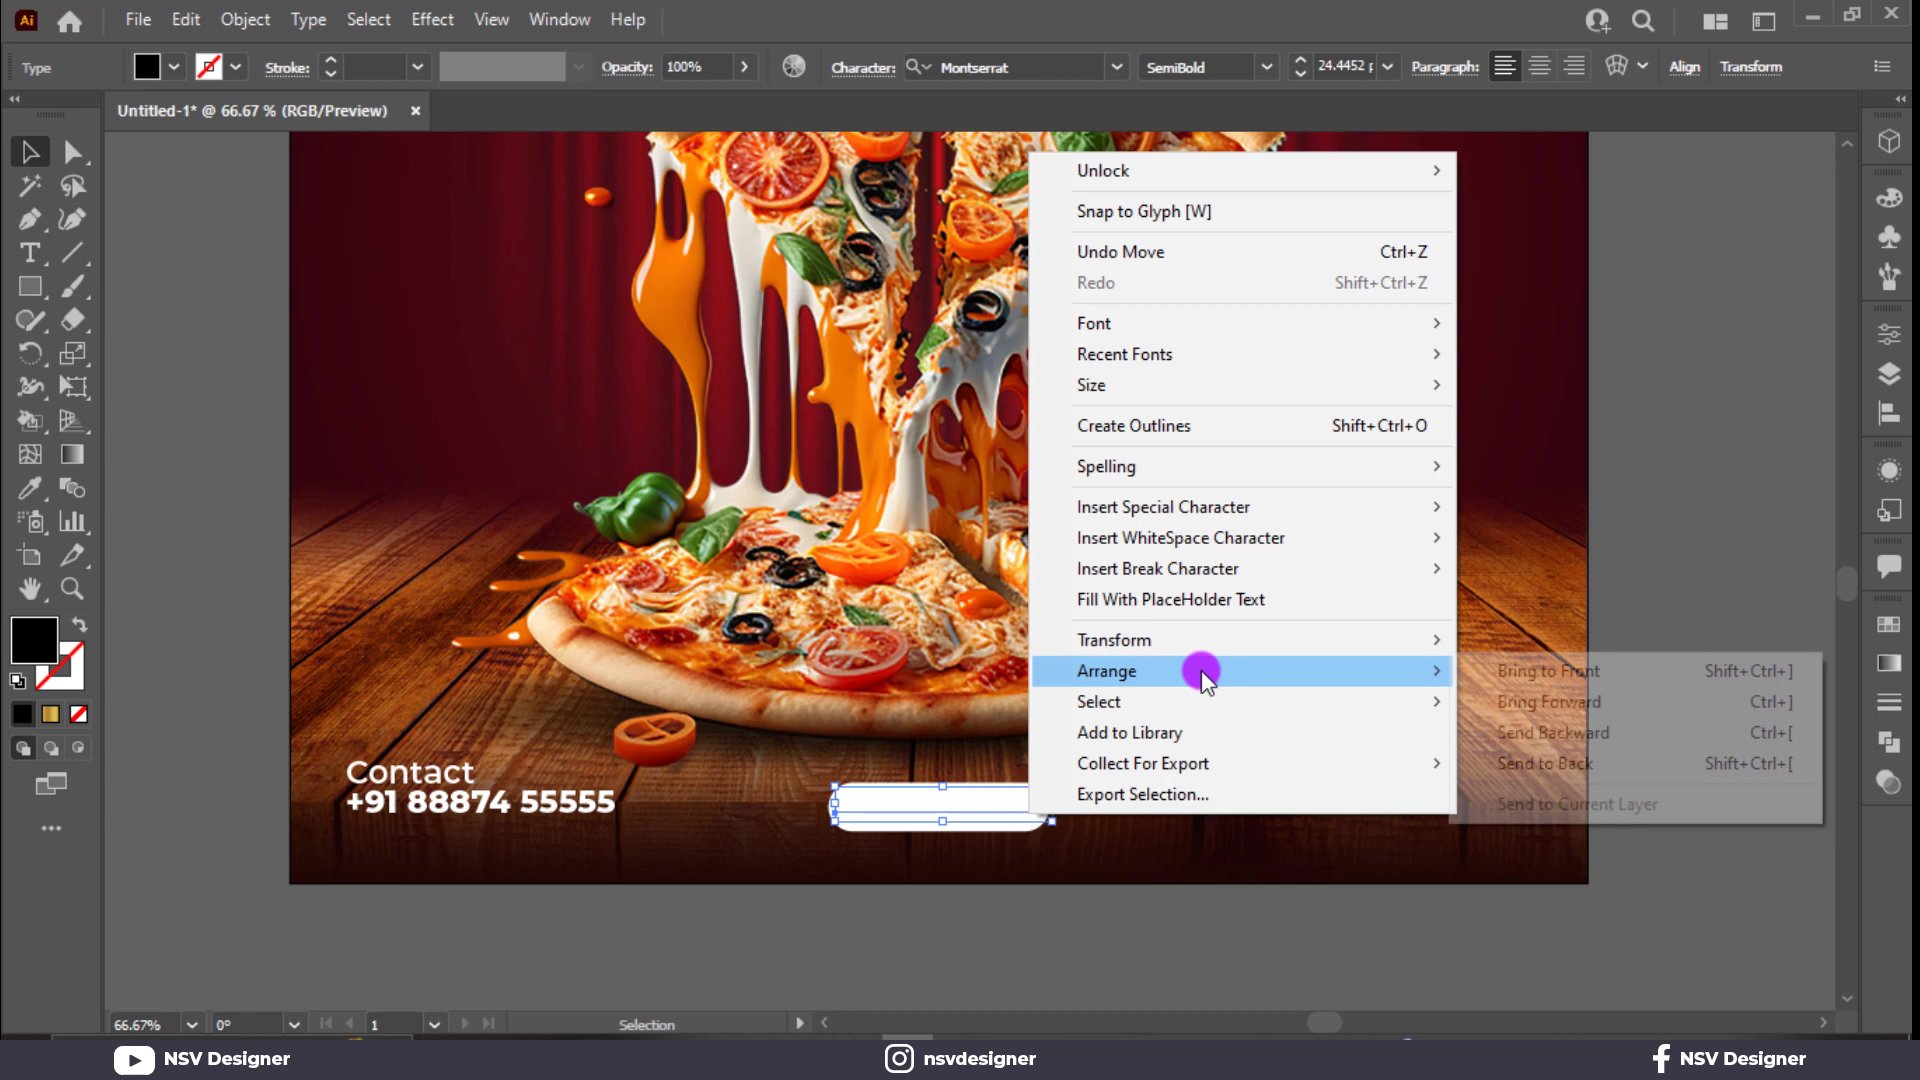 Ai
File Edit Object Type Select Effect View Window Help
Type
Stroke:
Opacity: 100%
Character: Montserrat
SemiBold
24.4452
Paragraph:
Align
Transform
Untitled-1* @ 66.67 % (RGB/Preview) ×
Unlock
Snap to Glyph [W]
Undo Move Ctrl+Z
Redo Shift+Ctrl+Z
Font
Recent Fonts
Size
Create Outlines Shift+Ctrl+O
Spelling
Insert Special Character
Insert WhiteSpace Character
Insert Break Character
Fill With PlaceHolder Text
Transform
Arrange
Select
Add to Library
Collect For Export
Export Selection...
Bring to Front Shift+Ctrl+]
Bring Forward Ctrl+]
Send Backward Ctrl+[
Send to Back Shift+Ctrl+[
Send to Current Layer
Contact
+91 88874 55555
66.67% 0° 1 Selection
NSV Designer
nsvdesigner
NSV Designer